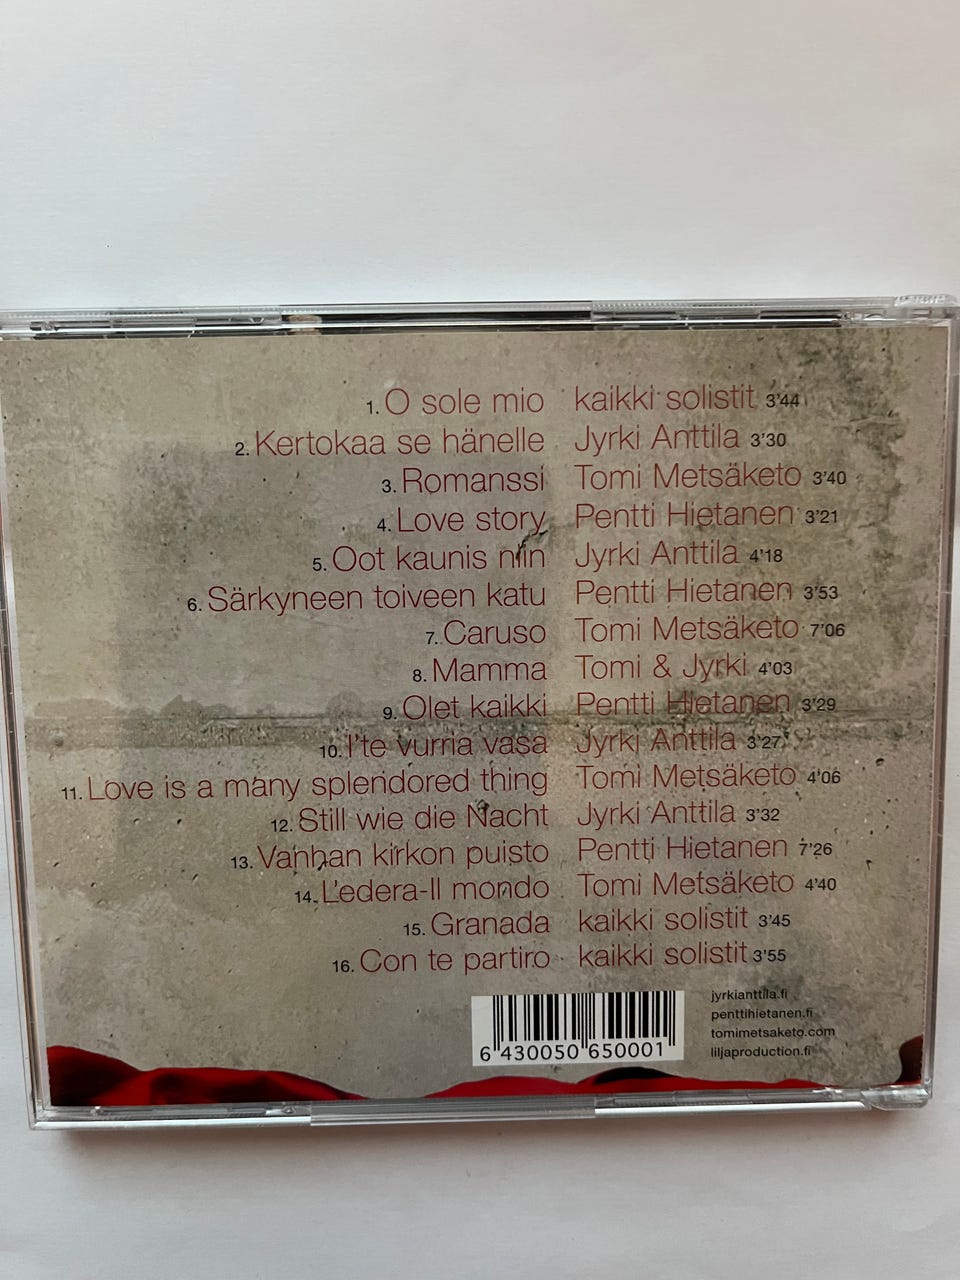 1. O sole mio kaikki solistit 3'44
2. Kertokaa se hänelle Jyrki Anttila 3'30
3. Romanssi Tomi Metsäketo 3'40
4. Love story Pentti Hietanen 3'21
5. Oot kaunis niin Jyrki Anttila 4'18
6. Särkyneen toiveen katu Pentti Hietanen 3'53
7. Caruso Tomi Metsäketo 7'06
8. Mamma Tomi & Jyrki 4'03
9. Olet kaikki Pentti Hietanen 3'29
10. I'te vurria vasa Jyrki Anttila 3'27
11. Love is a many splendored thing Tomi Metsäketo 4'06
12. Still wie die Nacht Jyrki Anttila 3'32
13. Vanhan kirkon puisto Pentti Hietanen 7'26
14. L'edera-Il mondo Tomi Metsäketo 4'40
15. Granada kaikki solistit 3'45
16. Con te partiro kaikki solistit 3'55
jyrkianttila.fi
penttihietanen.fi
tomimetsaketo.com
liljaproduction.fi
6 430050 650001